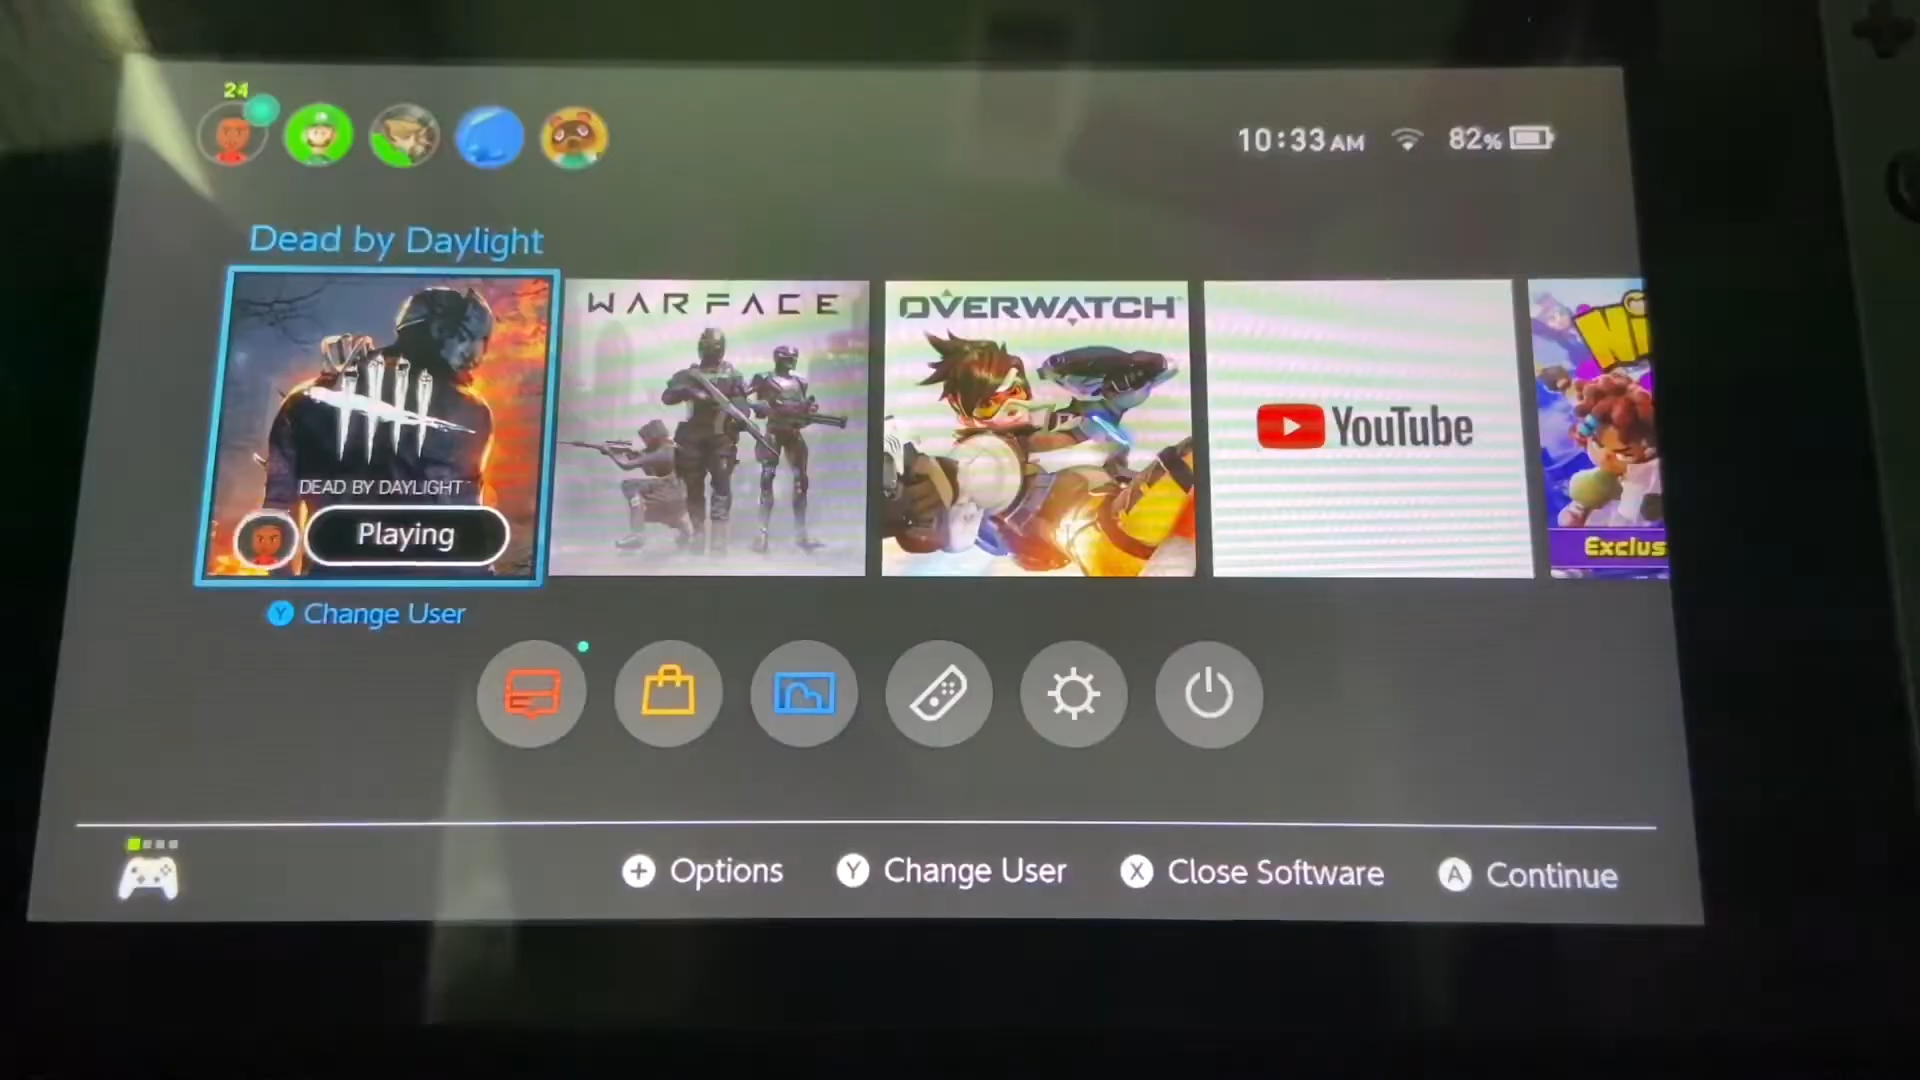 24
10:33 AM 82%
Dead by Daylight
DEAD BY DAYLIGHT
Playing
WARFACE
OVERWATCH
YouTube
Ni
Exclus
Y Change User
+ Options Y Change User X Close Software A Continue